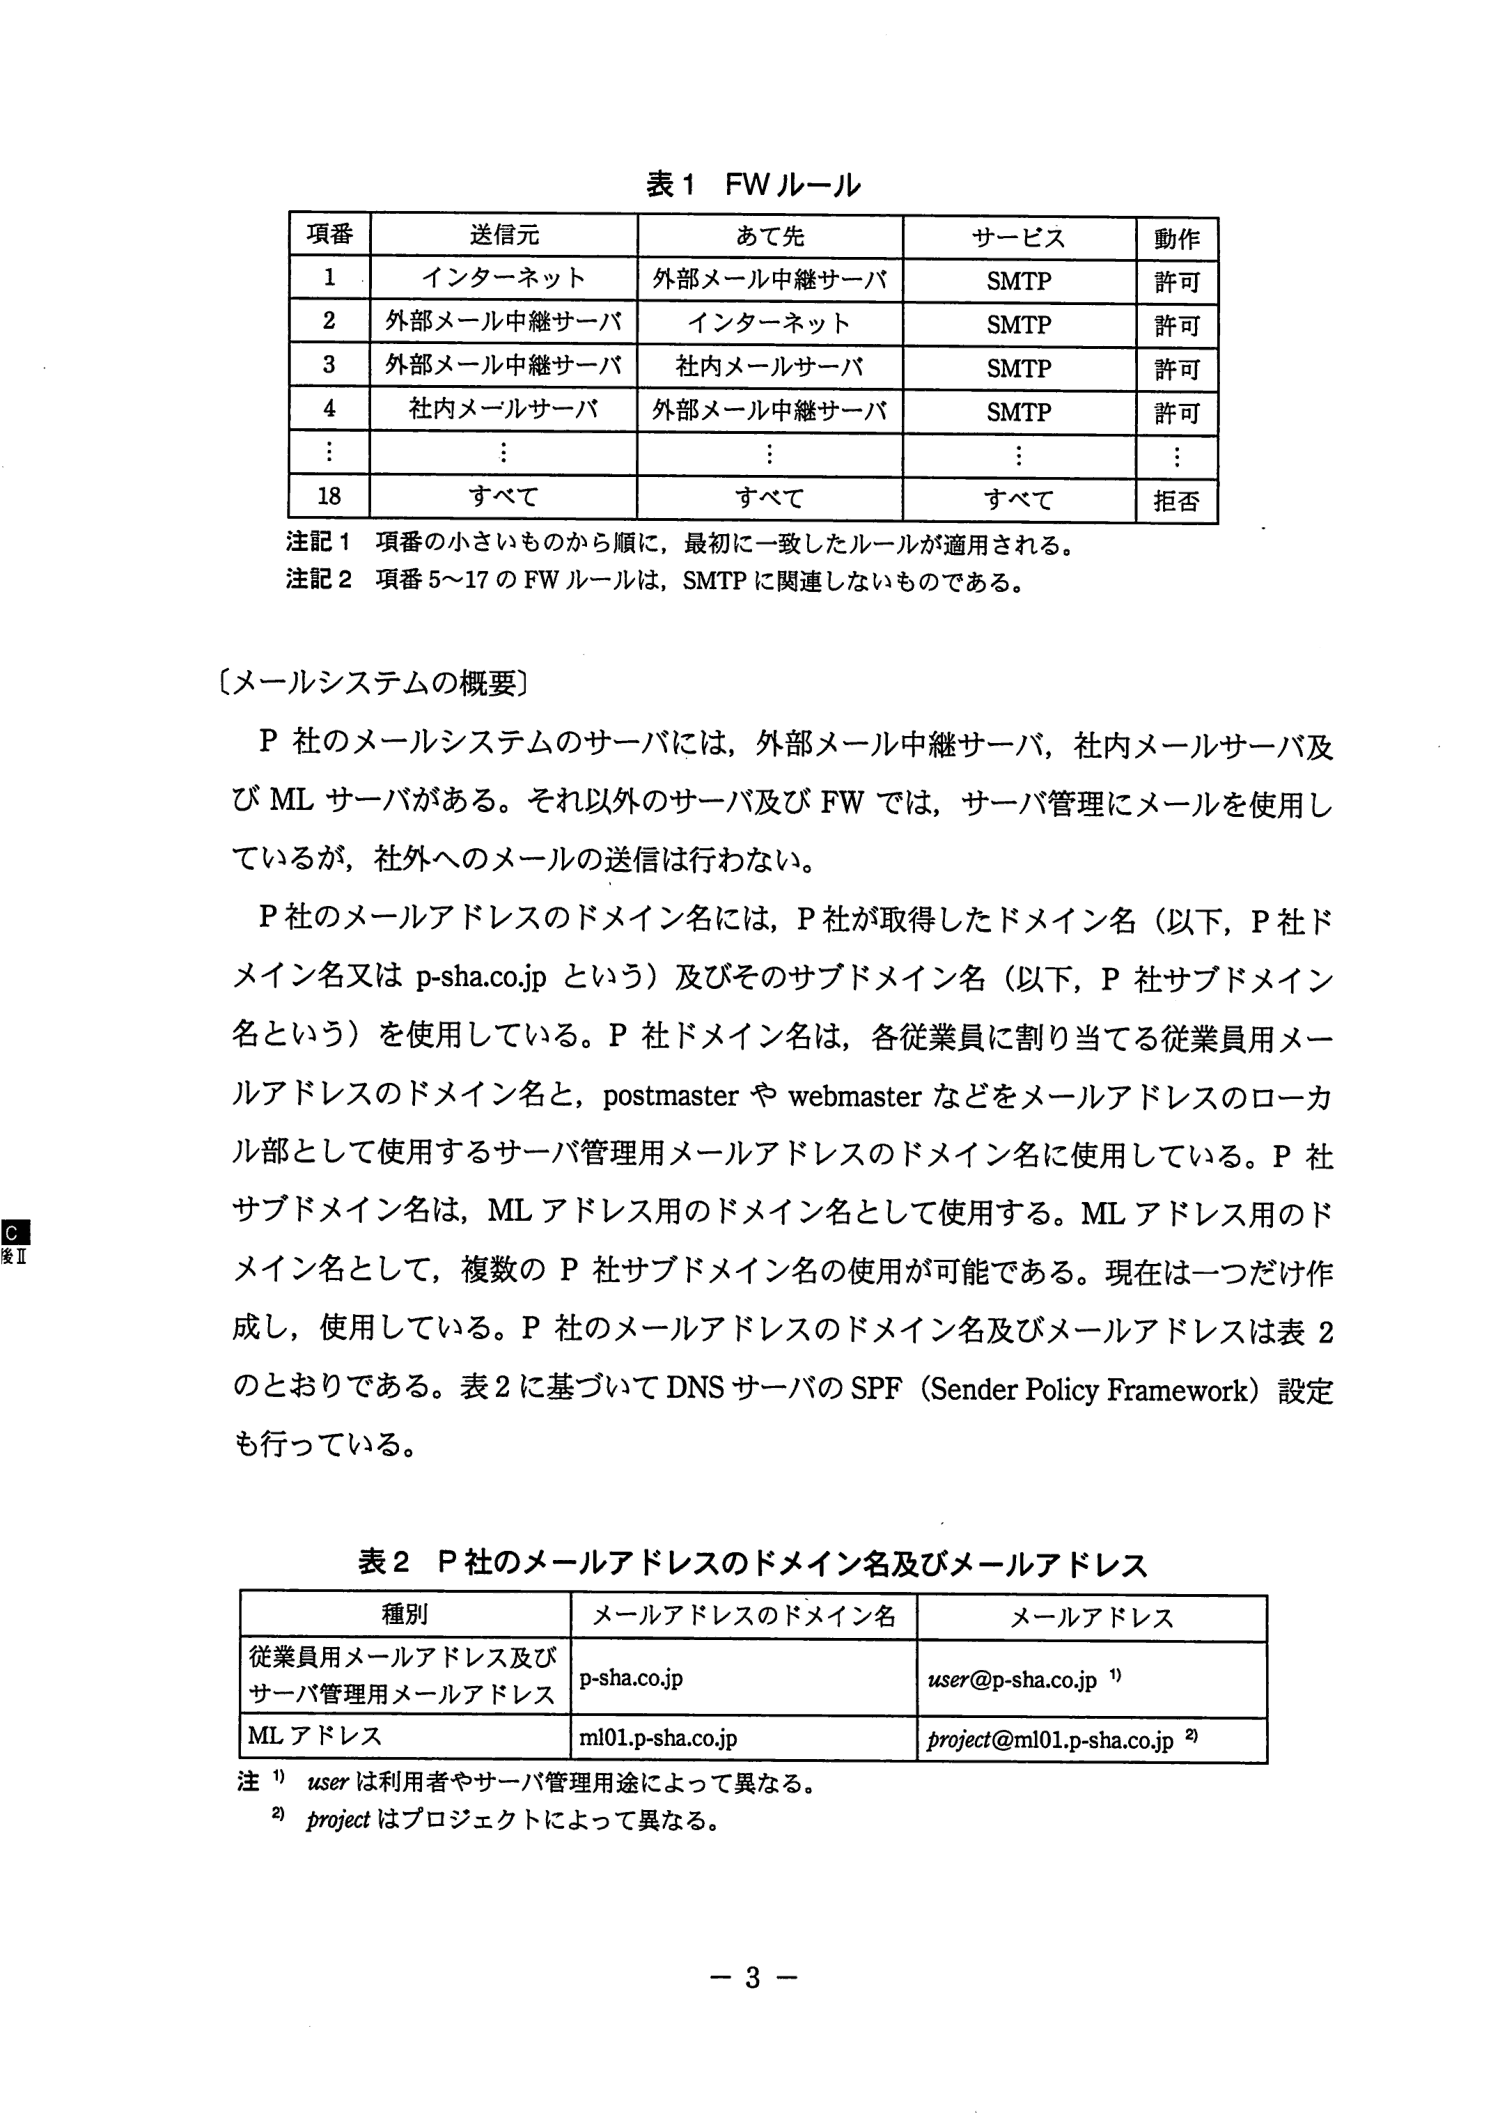 表1 FWルール
項番 送信元 あて先 サービス 動作
1 インターネット 外部メール中継サーバ SMTP 許可
2 外部メール中継サーバ インターネット SMTP 許可
3 外部メール中継サーバ 社内メールサーバ SMTP 許可
4 社内メールサーバ 外部メール中継サーバ SMTP 許可
⋮ ⋮ ⋮ ⋮ ⋮
18 すべて すべて すべて 拒否
注記1 項番の小さいものから順に，最初に一致したルールが適用される。
注記2 項番5～17のFWルールは，SMTPに関連しないものである。
〔メールシステムの概要〕
P 社のメールシステムのサーバには，外部メール中継サーバ，社内メールサーバ及
び ML サーバがある。それ以外のサーバ及び FW では，サーバ管理にメールを使用し
ているが，社外へのメールの送信は行わない。
P社のメールアドレスのドメイン名には，P社が取得したドメイン名（以下，P社ド
メイン名又は p-sha.co.jp という）及びそのサブドメイン名（以下，P 社サブドメイン
名という）を使用している。P 社ドメイン名は，各従業員に割り当てる従業員用メー
ルアドレスのドメイン名と，postmaster や webmaster などをメールアドレスのローカ
ル部として使用するサーバ管理用メールアドレスのドメイン名に使用している。P 社
サブドメイン名は，ML アドレス用のドメイン名として使用する。ML アドレス用のド
メイン名として，複数の P 社サブドメイン名の使用が可能である。現在は一つだけ作
成し，使用している。P 社のメールアドレスのドメイン名及びメールアドレスは表 2
のとおりである。表2に基づいてDNSサーバのSPF（Sender Policy Framework）設定
も行っている。
C
後Ⅱ
表2 P社のメールアドレスのドメイン名及びメールアドレス
種別 メールアドレスのドメイン名 メールアドレス
従業員用メールアドレス及び
サーバ管理用メールアドレス p-sha.co.jp user@p-sha.co.jp 1)
MLアドレス ml01.p-sha.co.jp project@ml01.p-sha.co.jp 2)
注 1) userは利用者やサーバ管理用途によって異なる。
2) projectはプロジェクトによって異なる。
－ 3 －